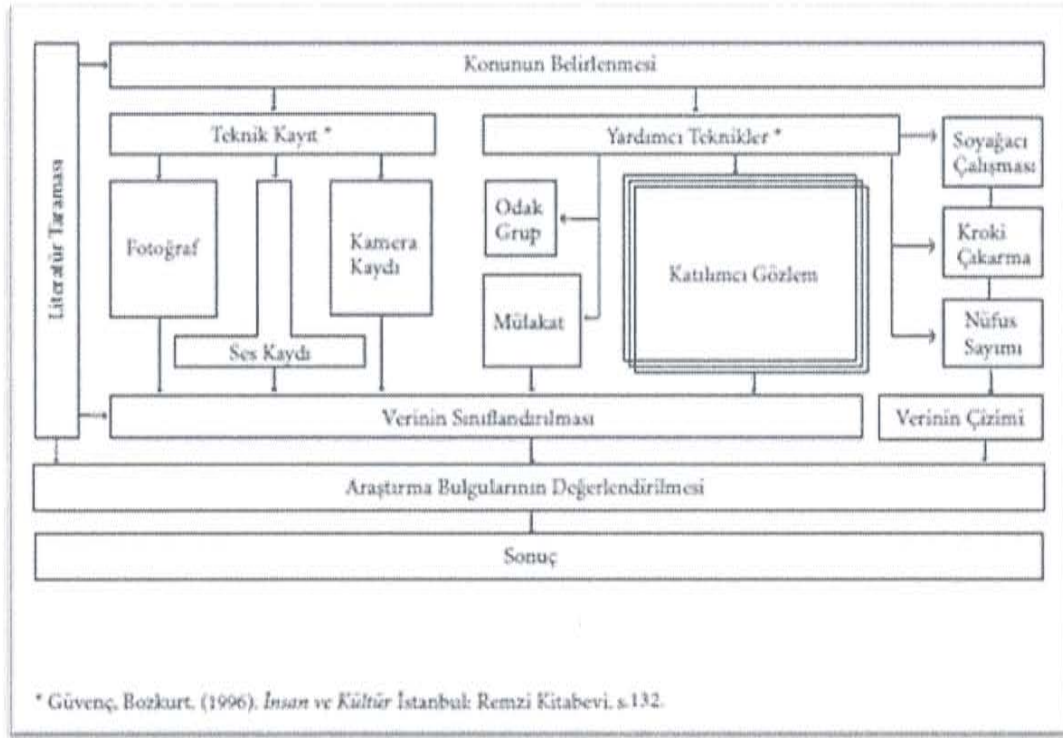 Konunun Belirlenmesi
Literatür Taraması
Teknik Kayıt *
Yardımcı Teknikler *
Soyağacı
Çalışması
Fotoğraf
Kamera
Kaydı
Odak
Grup
Katılımcı Gözlem
Kroki
Çıkarma
Ses Kaydı
Mülakat
Nüfus
Sayımı
Verinin Sınıflandırılması
Verinin Çizimi
Araştırma Bulgularının Değerlendirilmesi
Sonuç
* Güvenç, Bozkurt. (1996). İnsan ve Kültür İstanbul: Remzi Kitabevi. s.132.